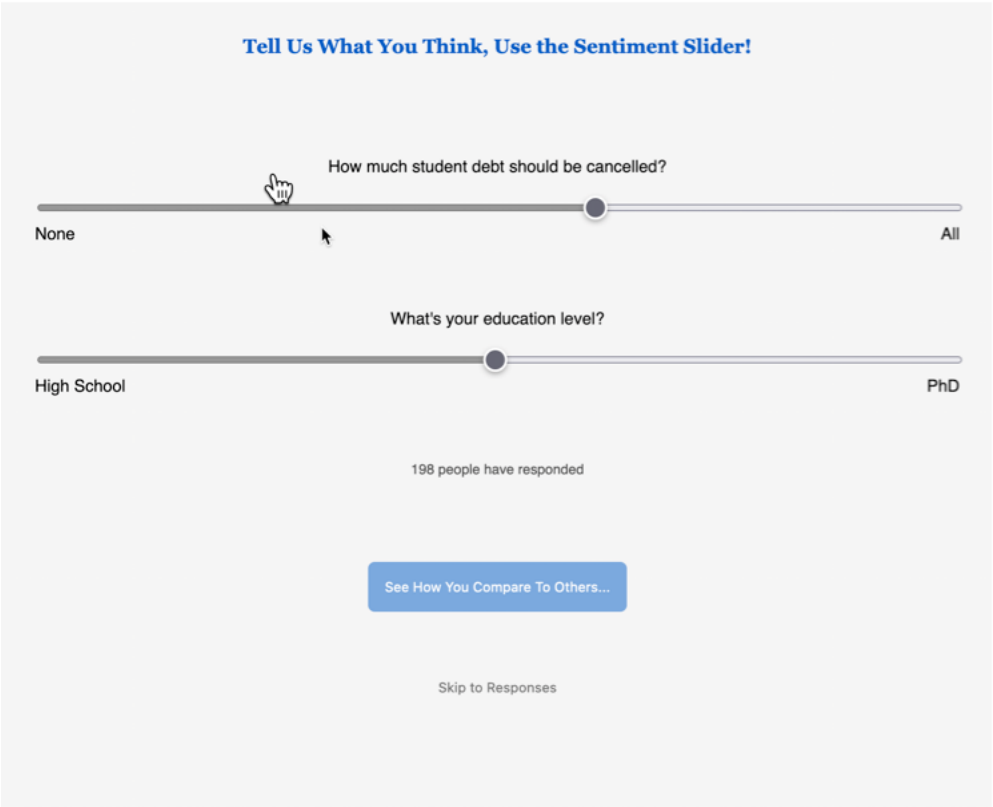 Tell Us What You Think, Use the Sentiment Slider!
How much student debt should be cancelled?
None
All
What's your education level?
High School
PhD
198 people have responded
See How You Compare To Others...
Skip to Responses